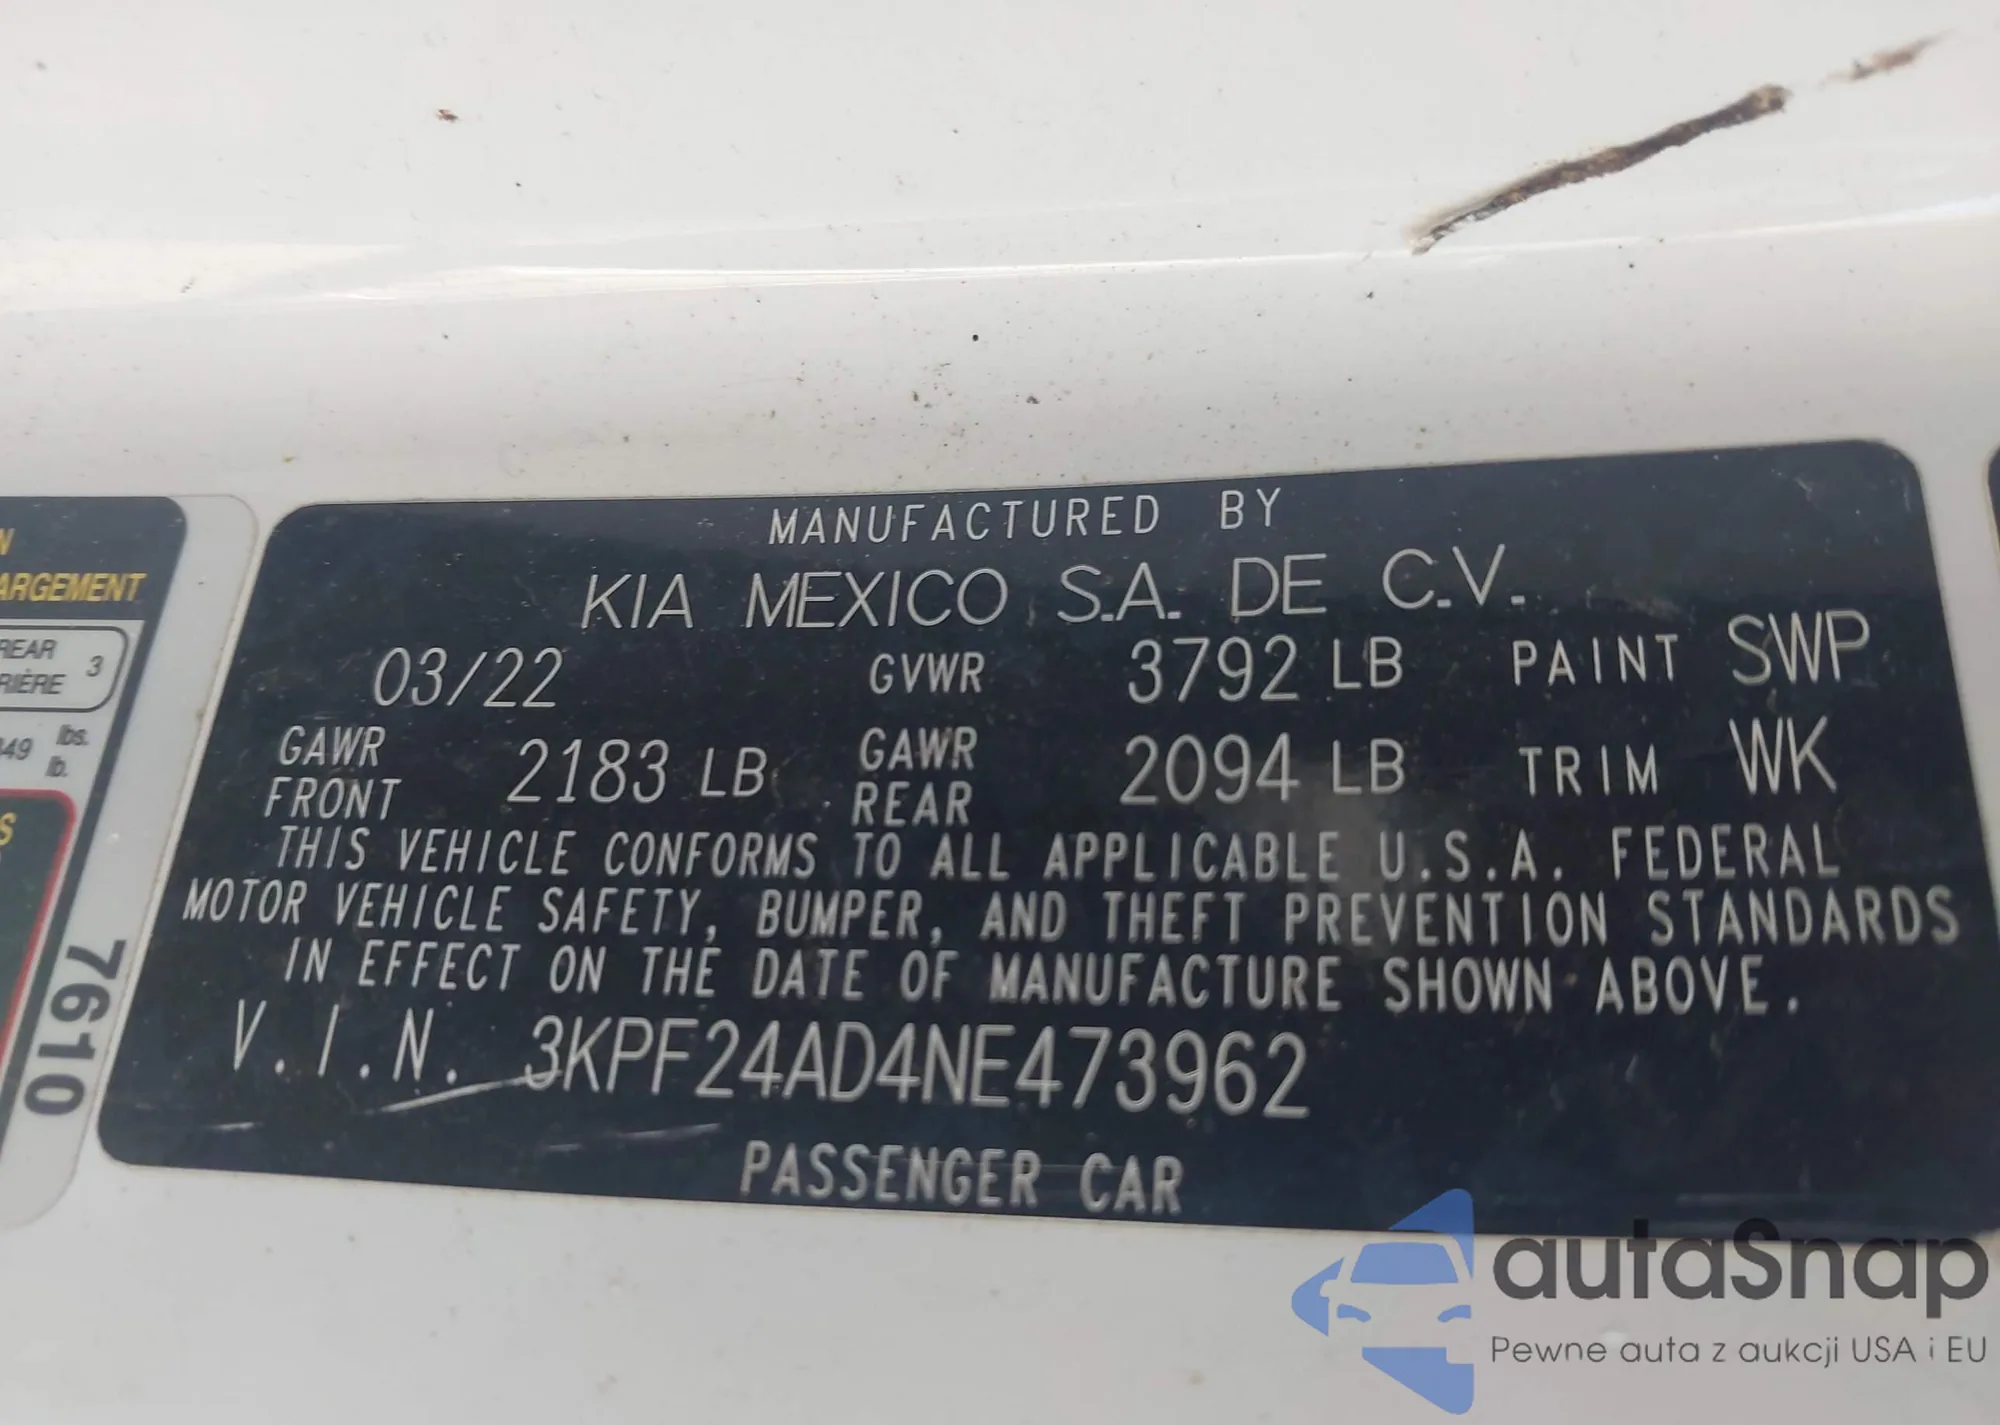 MANUFACTURED BY
KIA MEXICO S.A. DE C.V.
03/22 GVWR 3792 LB PAINT SWP
GAWR FRONT 2183 LB GAWR REAR 2094 LB TRIM WK
THIS VEHICLE CONFORMS TO ALL APPLICABLE U.S.A. FEDERAL
MOTOR VEHICLE SAFETY, BUMPER, AND THEFT PREVENTION STANDARDS
IN EFFECT ON THE DATE OF MANUFACTURE SHOWN ABOVE.
V.I.N. 3KPF24AD4NE473962
PASSENGER CAR
REAR 3
lbs.
lb.
7610
autaSnap
Pewne auta z aukcji USA i EU